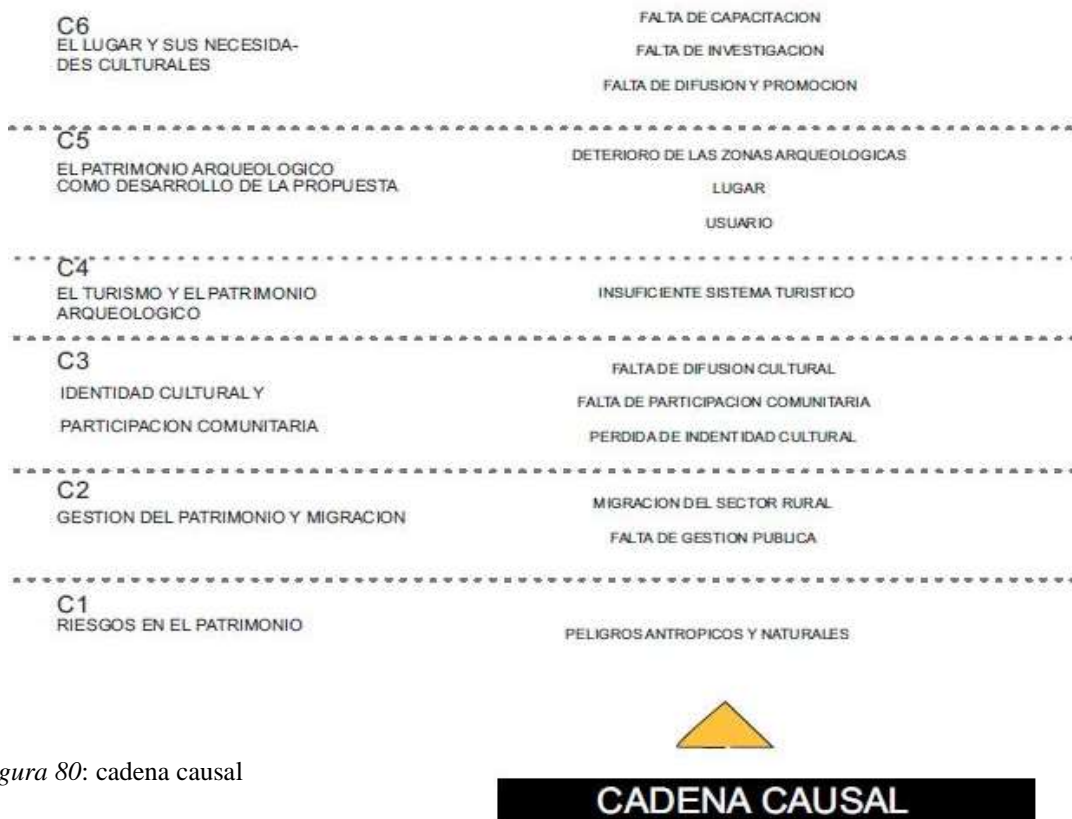 C6
EL LUGAR Y SUS NECESIDA-
DES CULTURALES
FALTA DE CAPACITACION
FALTA DE INVESTIGACION
FALTA DE DIFUSION Y PROMOCION
C5
EL PATRIMONIO ARQUEOLOGICO
COMO DESARROLLO DE LA PROPUESTA
DETERIORO DE LAS ZONAS ARQUEOLOGICAS
LUGAR
USUARIO
C4
EL TURISMO Y EL PATRIMONIO
ARQUEOLOGICO
INSUFICIENTE SISTEMA TURISTICO
C3
IDENTIDAD CULTURAL Y
PARTICIPACION COMUNITARIA
FALTA DE DIFUSION CULTURAL
FALTA DE PARTICIPACION COMUNITARIA
PERDIDA DE INDENTIDAD CULTURAL
C2
GESTION DEL PATRIMONIO Y MIGRACION
MIGRACION DEL SECTOR RURAL
FALTA DE GESTION PUBLICA
C1
RIESGOS EN EL PATRIMONIO
PELIGROS ANTROPICOS Y NATURALES
gura 80: cadena causal
CADENA CAUSAL